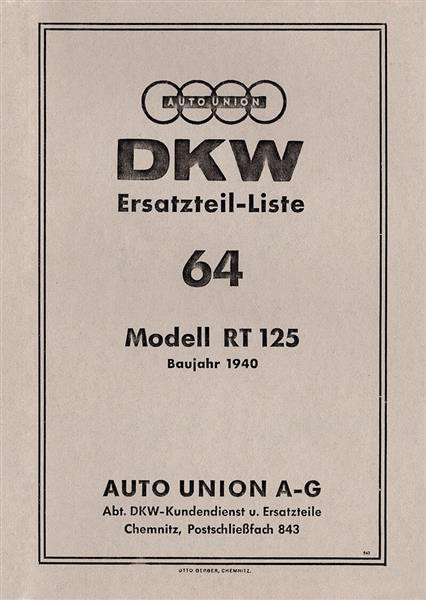 AUTO UNION
DKW
Ersatzteil-Liste
64
Modell RT 125
Baujahr 1940
AUTO UNION A-G
Abt. DKW-Kundendienst u. Ersatzteile
Chemnitz, Postschließfach 843
OTTO GERBER, CHEMNITZ.